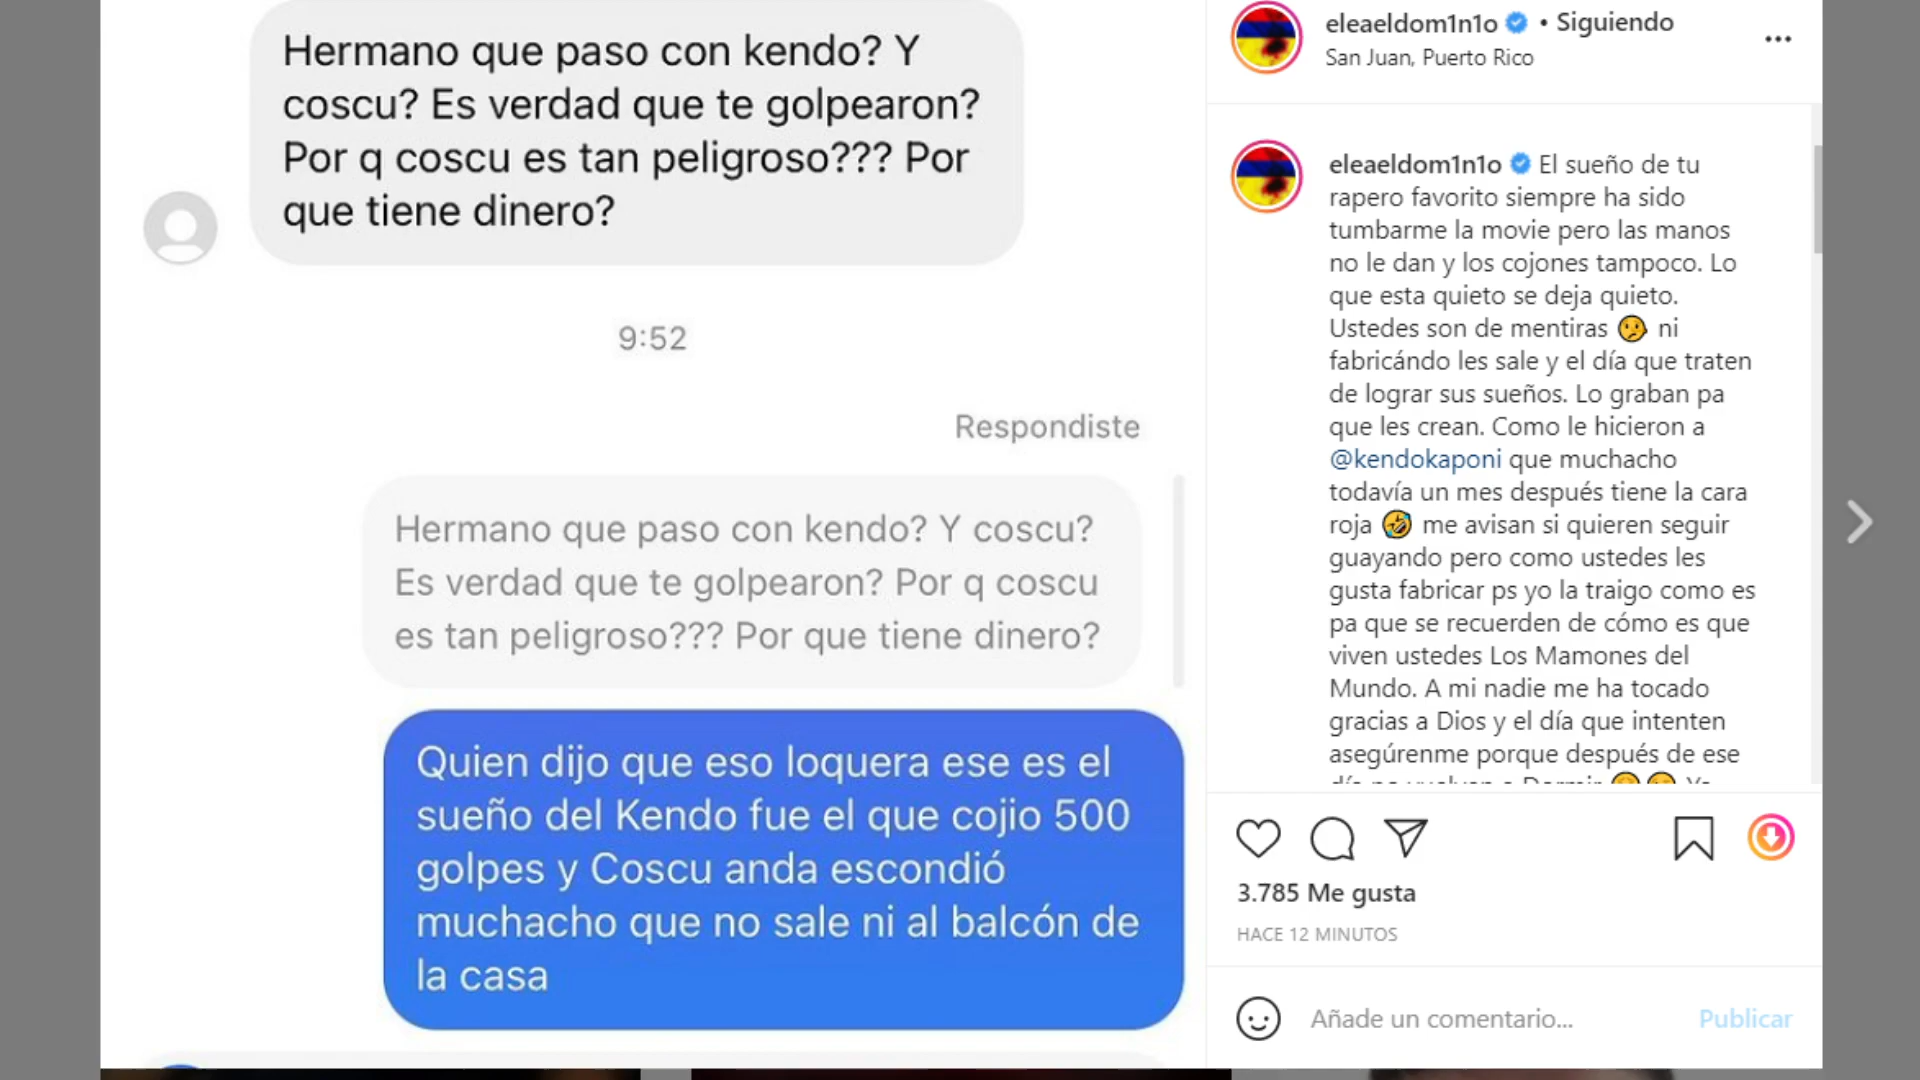 Hermano que paso con kendo? Y
coscu? Es verdad que te golpearon?
Por q coscu es tan peligroso??? Por
que tiene dinero?
9:52
Respondiste
Hermano que paso con kendo? Y coscu?
Es verdad que te golpearon? Por q coscu
es tan peligroso??? Por que tiene dinero?
Quien dijo que eso loquera ese es el
sueño del Kendo fue el que cojio 500
golpes y Coscu anda escondió
muchacho que no sale ni al balcón de
la casa
eleaeldom1n1o • Siguiendo
San Juan, Puerto Rico
eleaeldom1n1o El sueño de tu
rapero favorito siempre ha sido
tumbarme la movie pero las manos
no le dan y los cojones tampoco. Lo
que esta quieto se deja quieto.
Ustedes son de mentiras 🤥 ni
fabricándo les sale y el día que traten
de lograr sus sueños. Lo graban pa
que les crean. Como le hicieron a
@kendokaponi que muchacho
todavía un mes después tiene la cara
roja 🤣 me avisan si quieren seguir
guayando pero como ustedes les
gusta fabricar ps yo la traigo como es
pa que se recuerden de cómo es que
viven ustedes Los Mamones del
Mundo. A mi nadie me ha tocado
gracias a Dios y el día que intenten
asegúrenme porque después de ese
3.785 Me gusta
HACE 12 MINUTOS
Añade un comentario...
Publicar